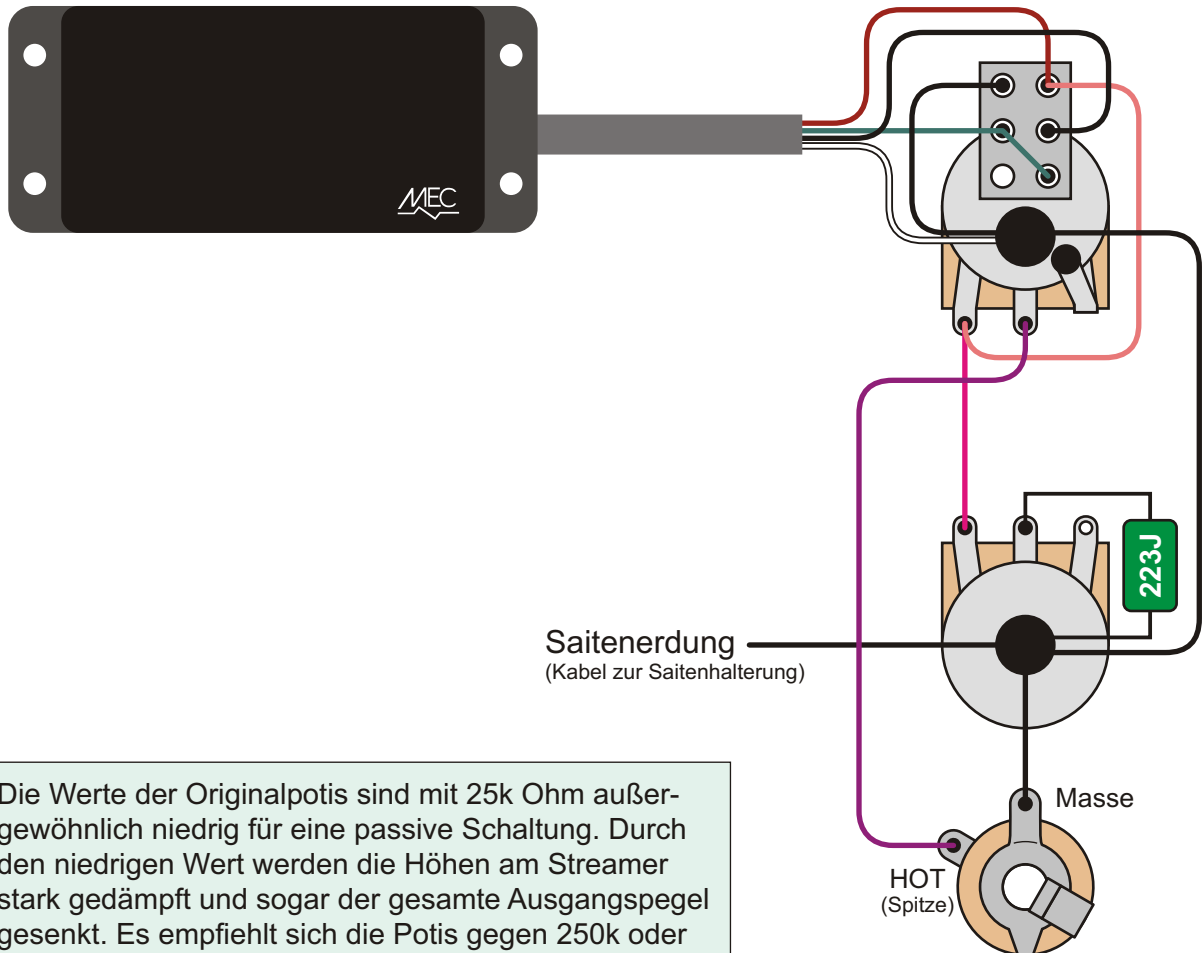 MEC
223J
Saitenerdung
(Kabel zur Saitenhalterung)
Masse
HOT
(Spitze)
Die Werte der Originalpotis sind mit 25k Ohm außer-
gewöhnlich niedrig für eine passive Schaltung. Durch
den niedrigen Wert werden die Höhen am Streamer
stark gedämpft und sogar der gesamte Ausgangspegel
gesenkt. Es empfiehlt sich die Potis gegen 250k oder